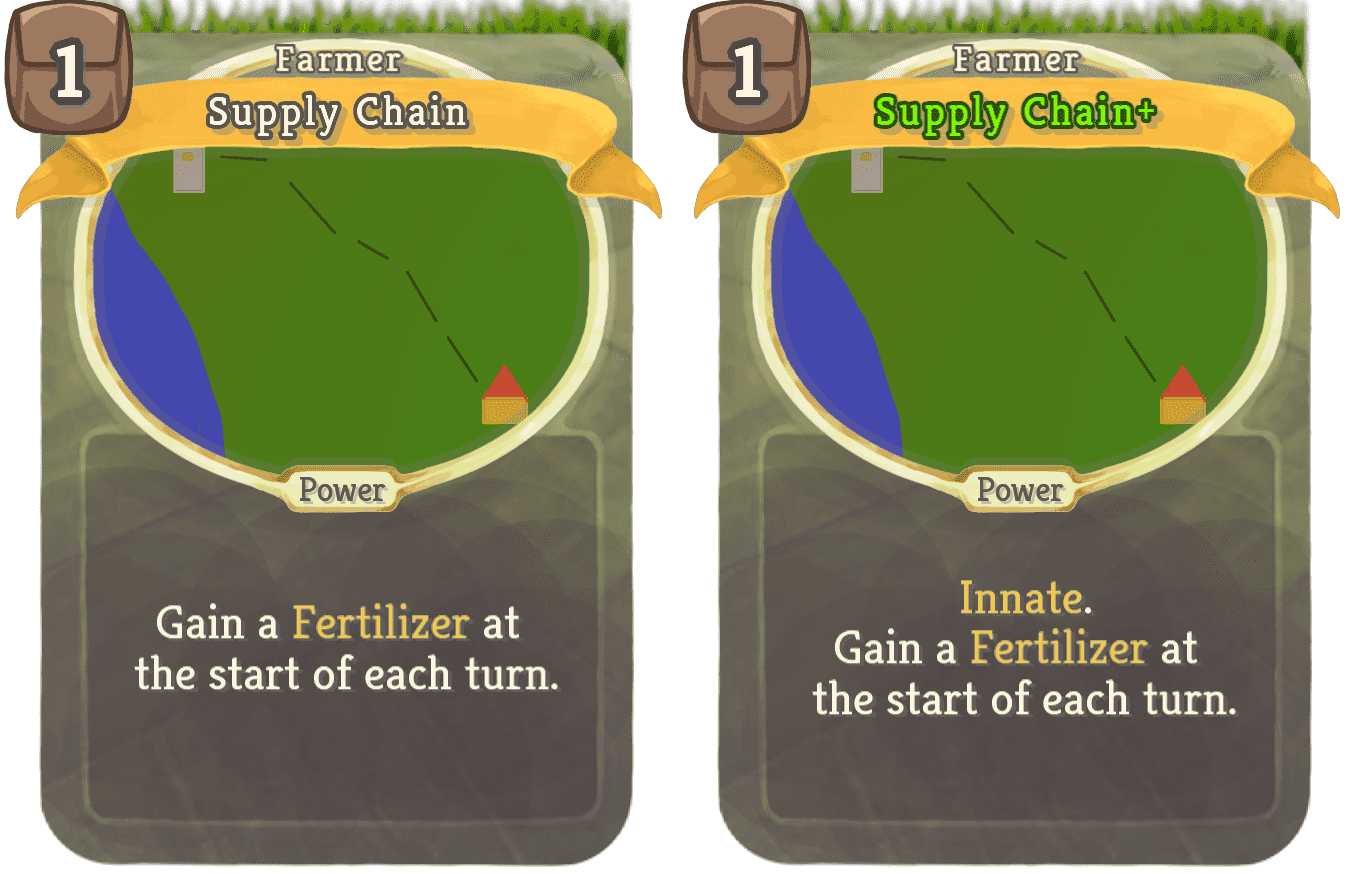 1
Farmer
Supply Chain
Power
Gain a Fertilizer at
the start of each turn.
1
Farmer
Supply Chain+
Power
Innate.
Gain a Fertilizer at
the start of each turn.